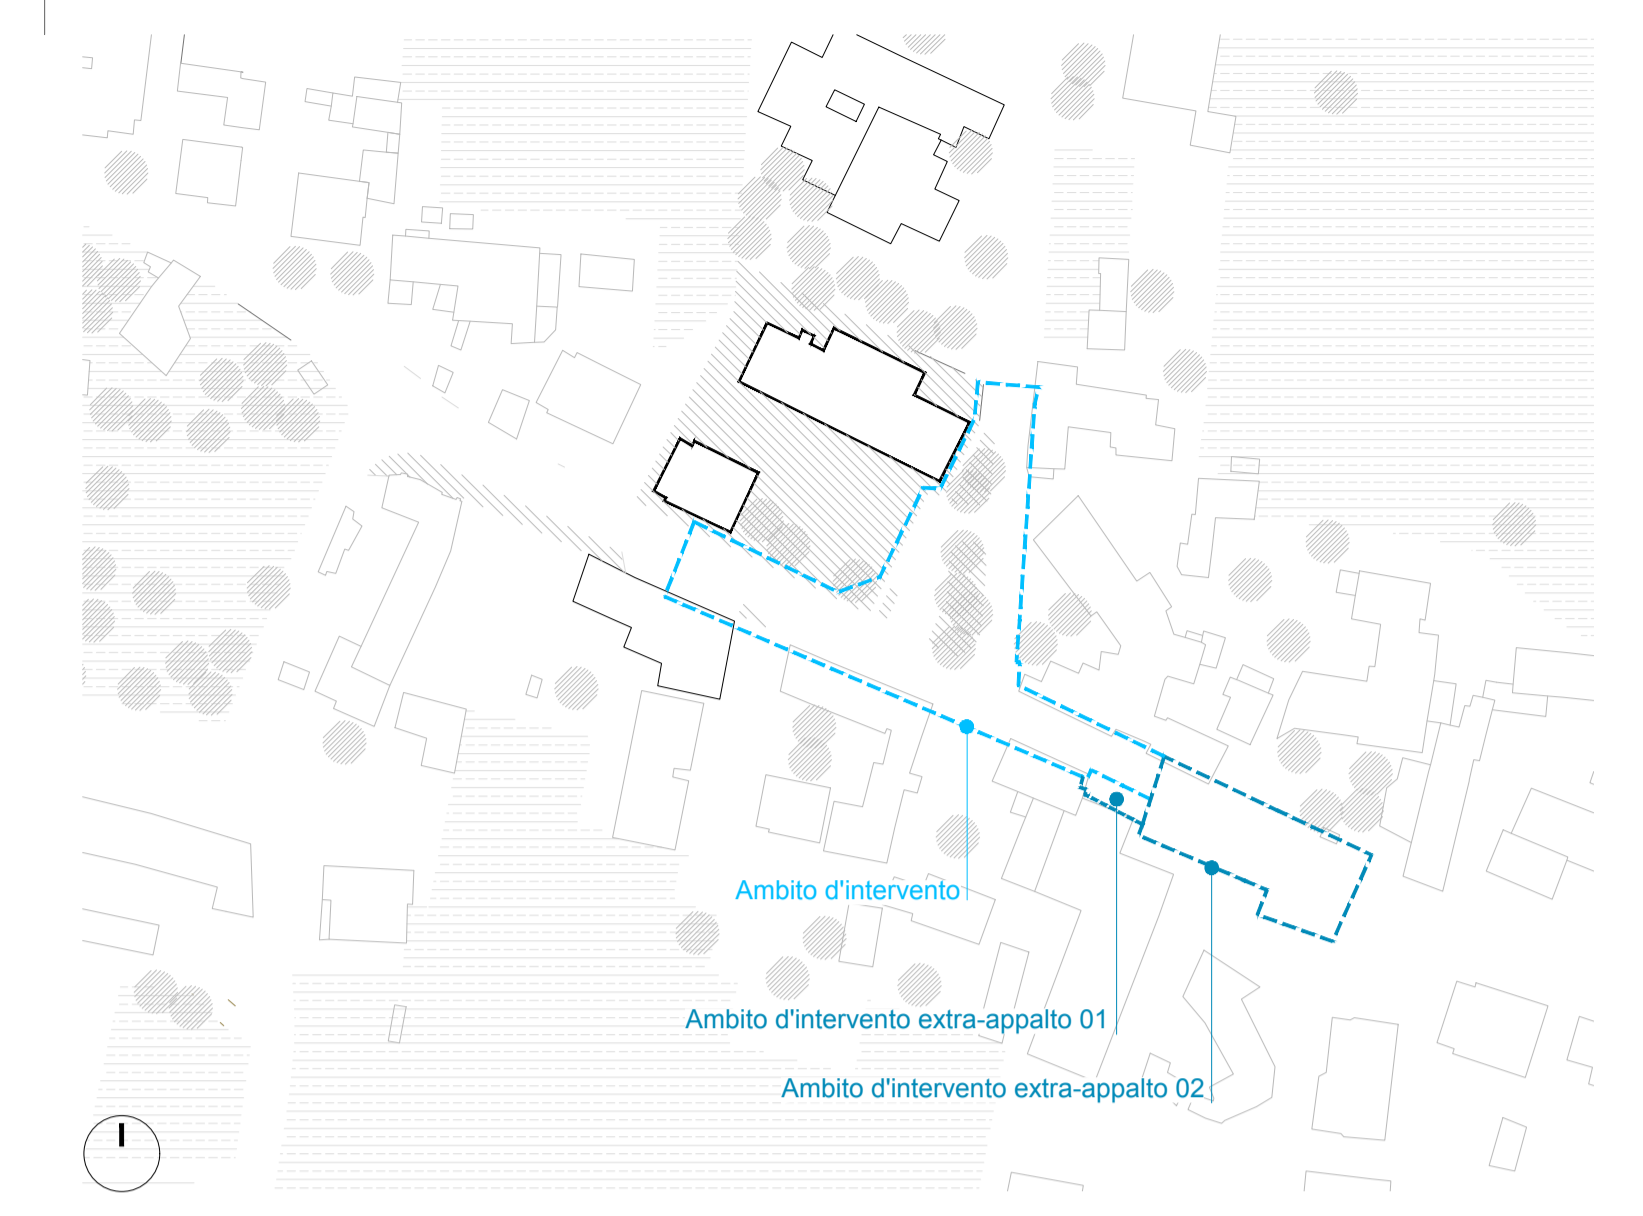 Ambito d'intervento
Ambito d'intervento extra-appalto 01
Ambito d'intervento extra-appalto 02